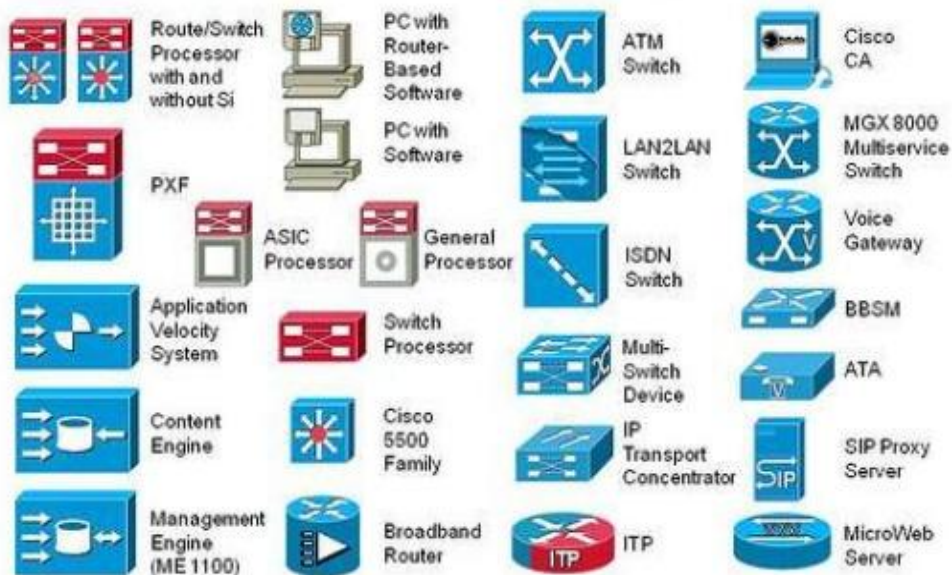 Route/Switch
Processor
with and
without Si
PC with
Router-
Based
Software
ATM
Switch
Cisco
CA
PC with
Software
LAN2LAN
Switch
MGX 8000
Multiservice
Switch
PXF
ASIC
Processor
General
Processor
ISDN
Switch
V
Voice
Gateway
Application
Velocity
System
Switch
Processor
Multi-
Switch
Device
BBSM
V
ATA
Content
Engine
Cisco
5500
Family
IP
Transport
Concentrator
SIP
SIP Proxy
Server
Management
Engine
(ME 1100)
Broadband
Router
ITP
ITP
MicroWeb
Server